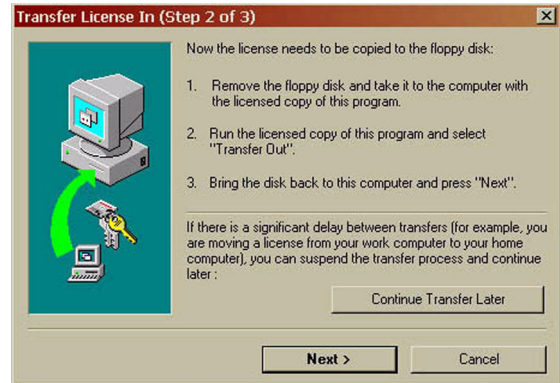 Transfer License In (Step 2 of 3)
Now the license needs to be copied to the floppy disk:
1. Remove the floppy disk and take it to the computer with
the licensed copy of this program.
2. Run the licensed copy of this program and select
"Transfer Out".
3. Bring the disk back to this computer and press "Next".
If there is a significant delay between transfers (for example, you
are moving a license from your work computer to your home
computer), you can suspend the transfer process and continue
later :
Continue Transfer Later
Next >
Cancel